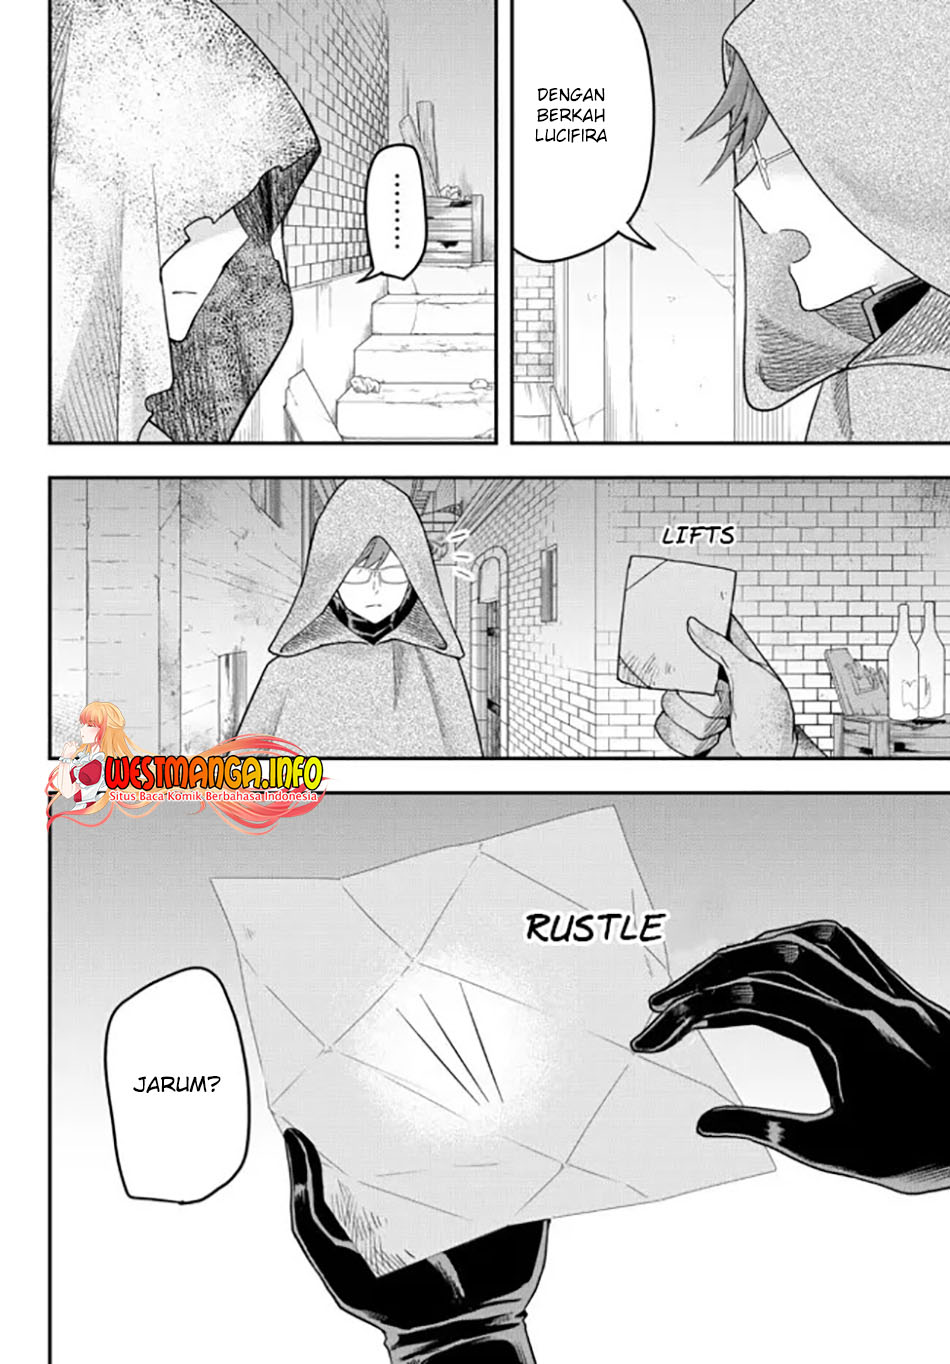 DENGAN
BERKAH
LUCIFIRA
.........
LIFTS
WESTMANGA.INFO
Situs Baca Komik Berbahasa Indonesia
RUSTLE
JARUM?